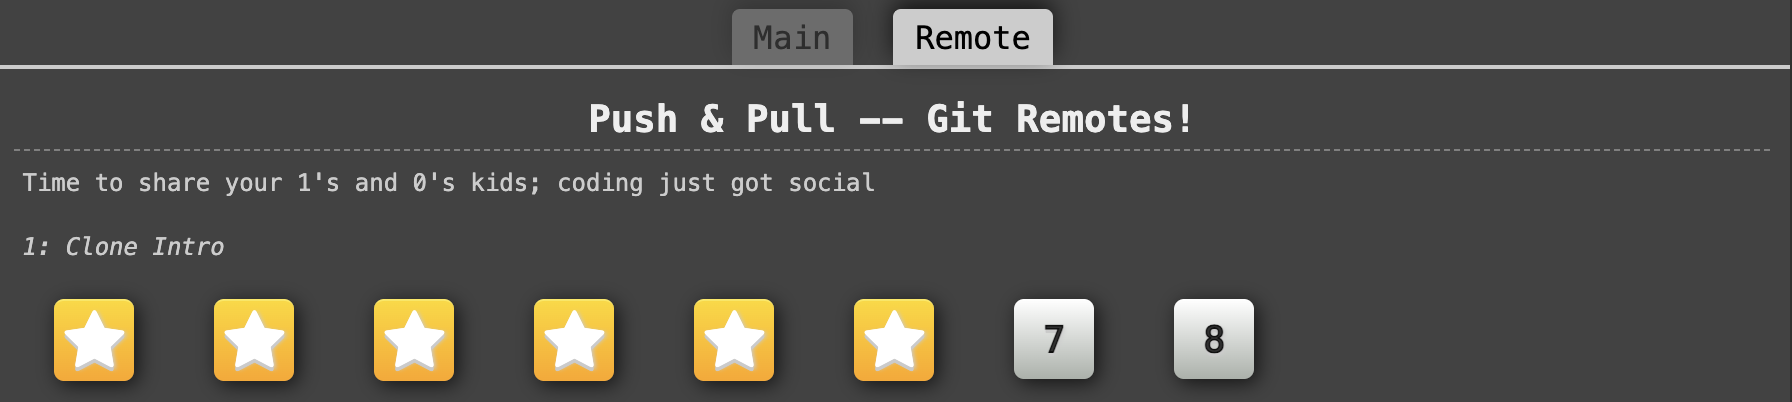 Main Remote
Push & Pull -- Git Remotes!
Time to share your 1's and 0's kids; coding just got social
1: Clone Intro
7 8